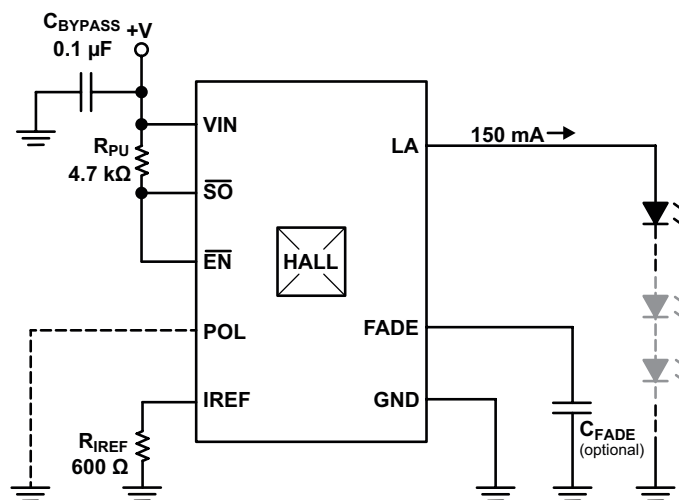 CBYPASS
0.1 µF
+V
VIN
RPU
4.7 kΩ
SO
EN
HALL
POL
IREF
RIREF
600 Ω
LA
150 mA
FADE
GND
CFADE
(optional)